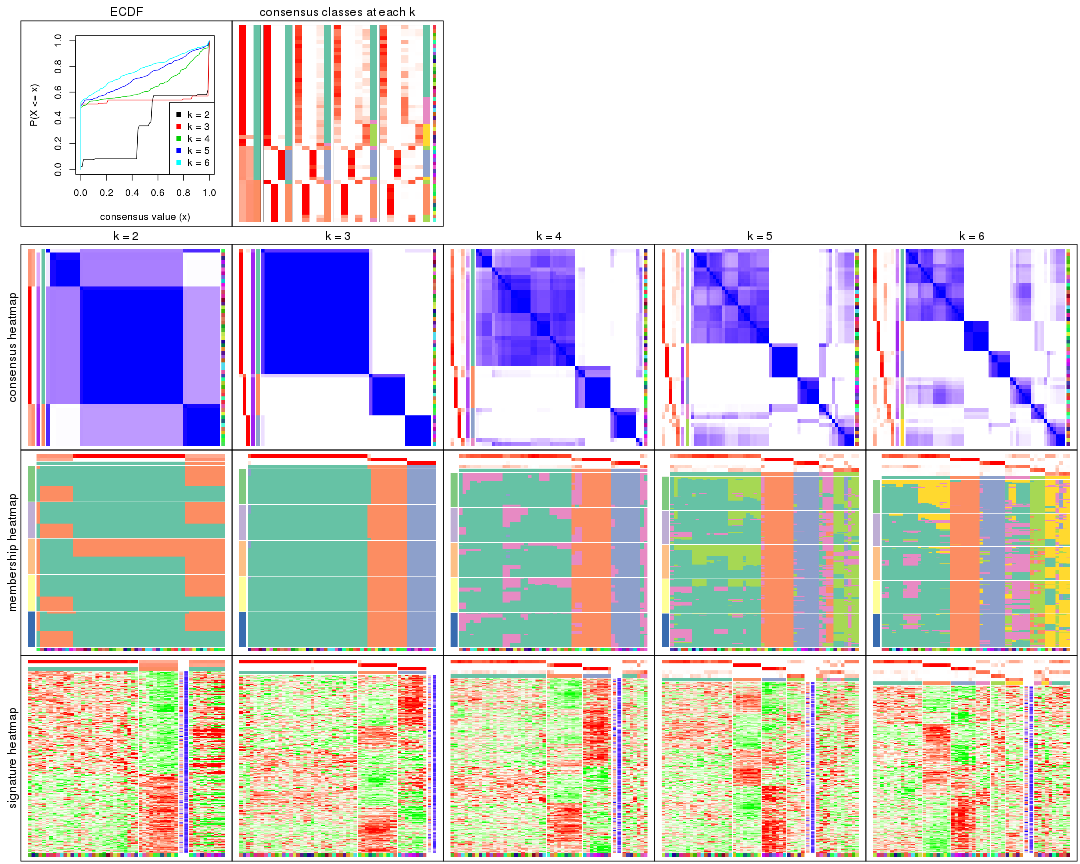 ECDF
consensus classes at each k
P(X <= x)
0.0
0.2
0.4
0.6
0.8
1.0
k = 2
k = 3
k = 4
k = 5
k = 6
0.0 0.2 0.4 0.6 0.8 1.0
consensus value (x)
k = 2
k = 3
k = 4
k = 5
k = 6
consensus heatmap
membership heatmap
signature heatmap